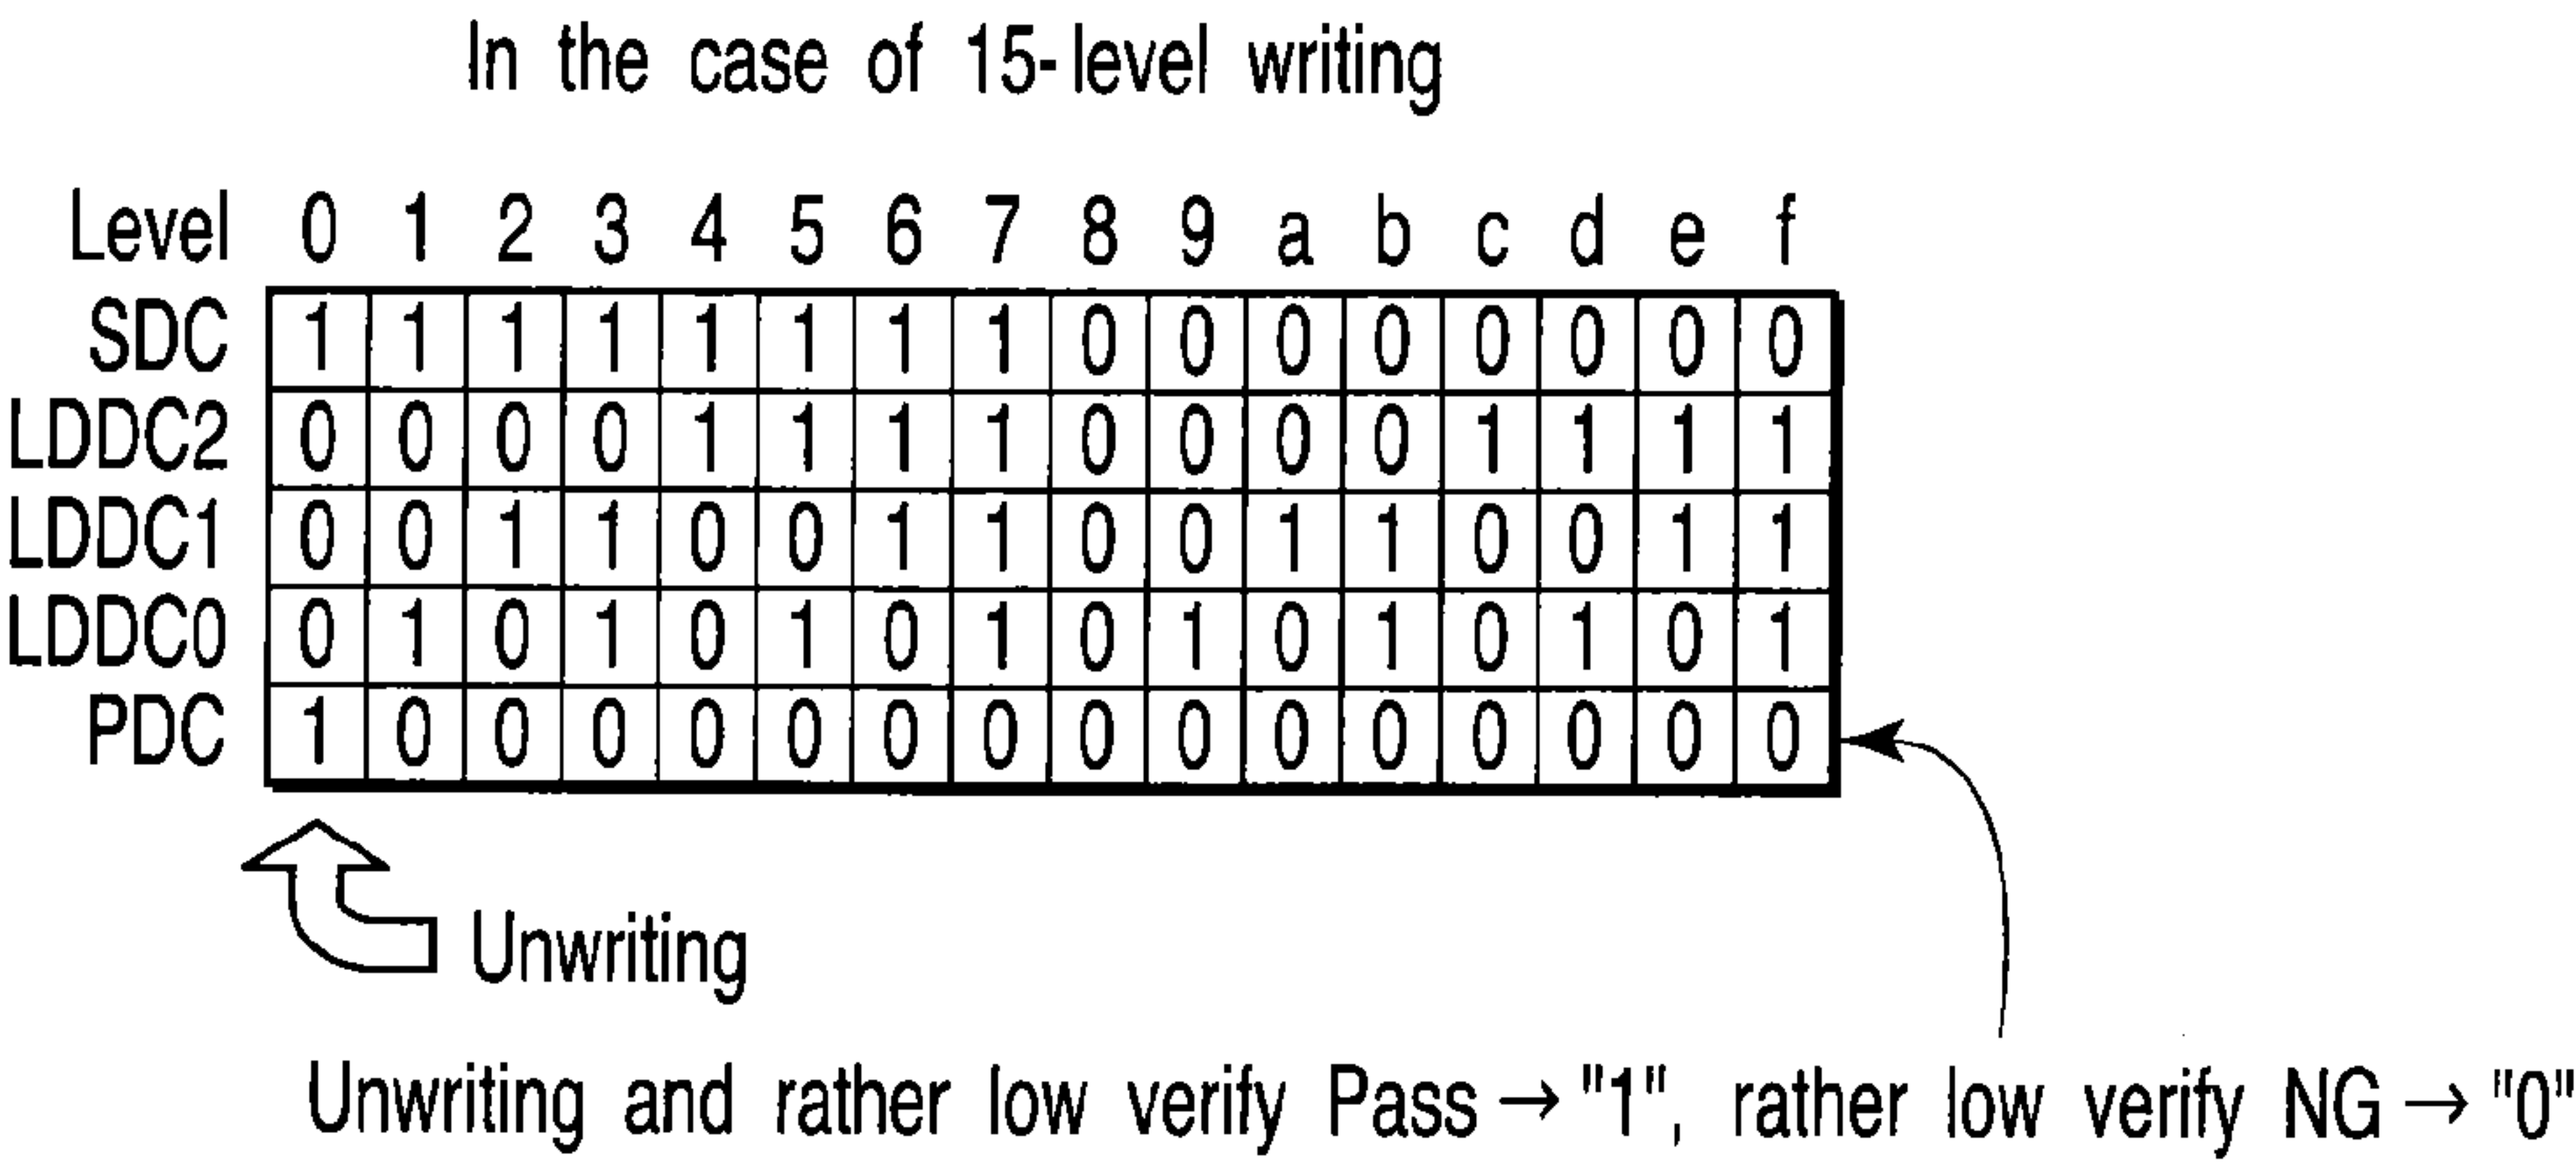 In the case of 15-level writing
Level 0 1 2 3 4 5 6 7 8 9 a b c d e f
SDC 1 1 1 1 1 1 1 1 0 0 0 0 0 0 0 0
LDDC2 0 0 0 0 1 1 1 1 0 0 0 0 1 1 1 1
LDDC1 0 0 1 1 0 0 1 1 0 0 1 1 0 0 1 1
LDDC0 0 1 0 1 0 1 0 1 0 1 0 1 0 1 0 1
PDC 1 0 0 0 0 0 0 0 0 0 0 0 0 0 0 0
Unwriting
Unwriting and rather low verify Pass → "1", rather low verify NG → "0"